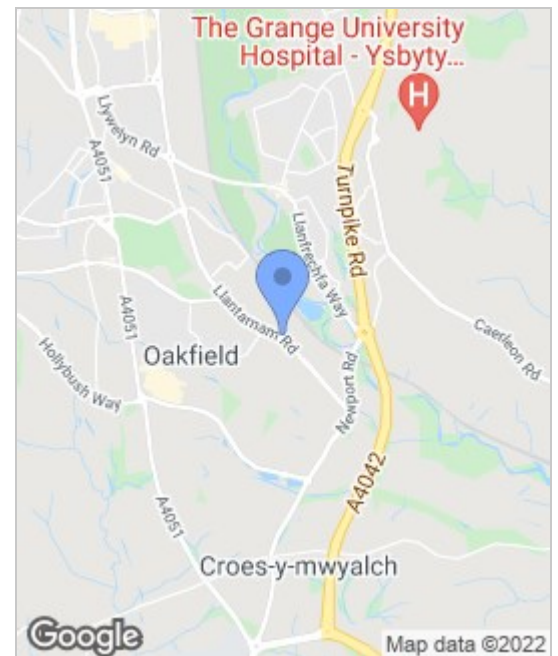 The Grange University
Hospital - Ysbyty...
H
Llywelyn Rd
A4051
Turnpike Rd
Llanfrechfa Way
Llantarnam Rd
A4051
Oakfield
Caerleon Rd
Hollybush Way
Newport Rd
A4042
A4051
Croes-y-mwyalch
Google
Map data ©2022